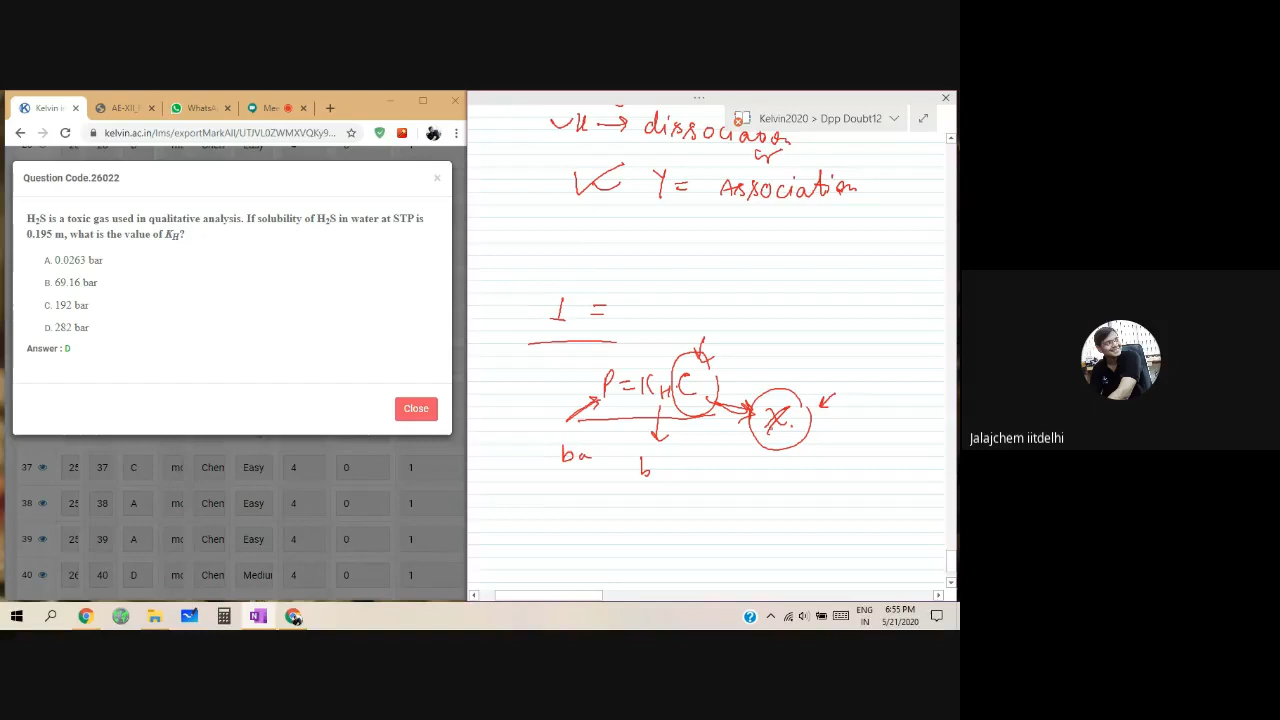 Kelvin i
AE-XII_
WhatsA
Mee
kelvin.ac.in/lms/exportMarkAll/UTJVL0ZWMXVQKy9...
Question Code.26022
H2S is a toxic gas used in qualitative analysis. If solubility of H2S in water at STP is
0.195 m, what is the value of KH?
A. 0.0263 bar
B. 69.16 bar
C. 192 bar
D. 282 bar
Answer : D
Close
37 25 37 C mc Chen Easy 4 0 1
38 25 38 A mc Chen Easy 4 0 1
39 25 39 A mc Chen Easy 4 0 1
40 26 40 D mc Chen Mediu 4 0 1
Kelvin2020 > Dpp Doubt12
→ dissociation
or
Y = Association
1 =
P = KH C
x.
ba b
Jalajchem iitdelhi
ENG
IN
6:55 PM
5/21/2020